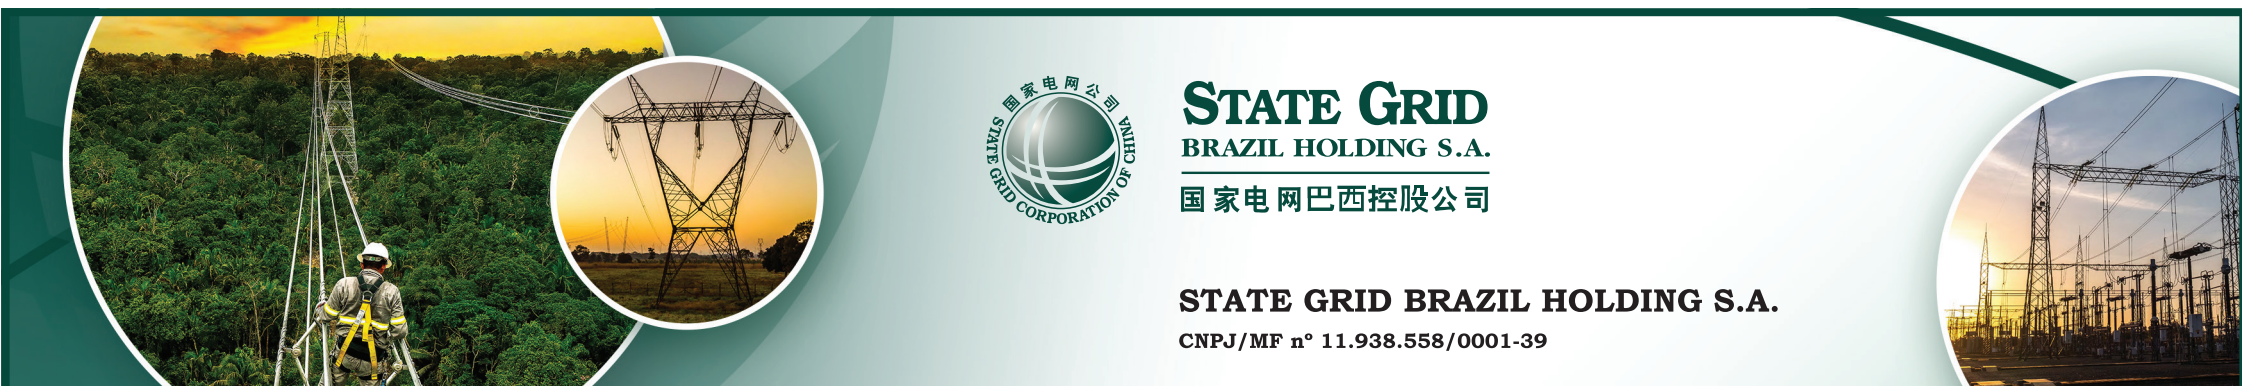 国家电网公司
STATE GRID CORPORATION OF CHINA
STATE GRID
BRAZIL HOLDING S.A.
国家电网巴西控股公司
STATE GRID BRAZIL HOLDING S.A.
CNPJ/MF nº 11.938.558/0001-39